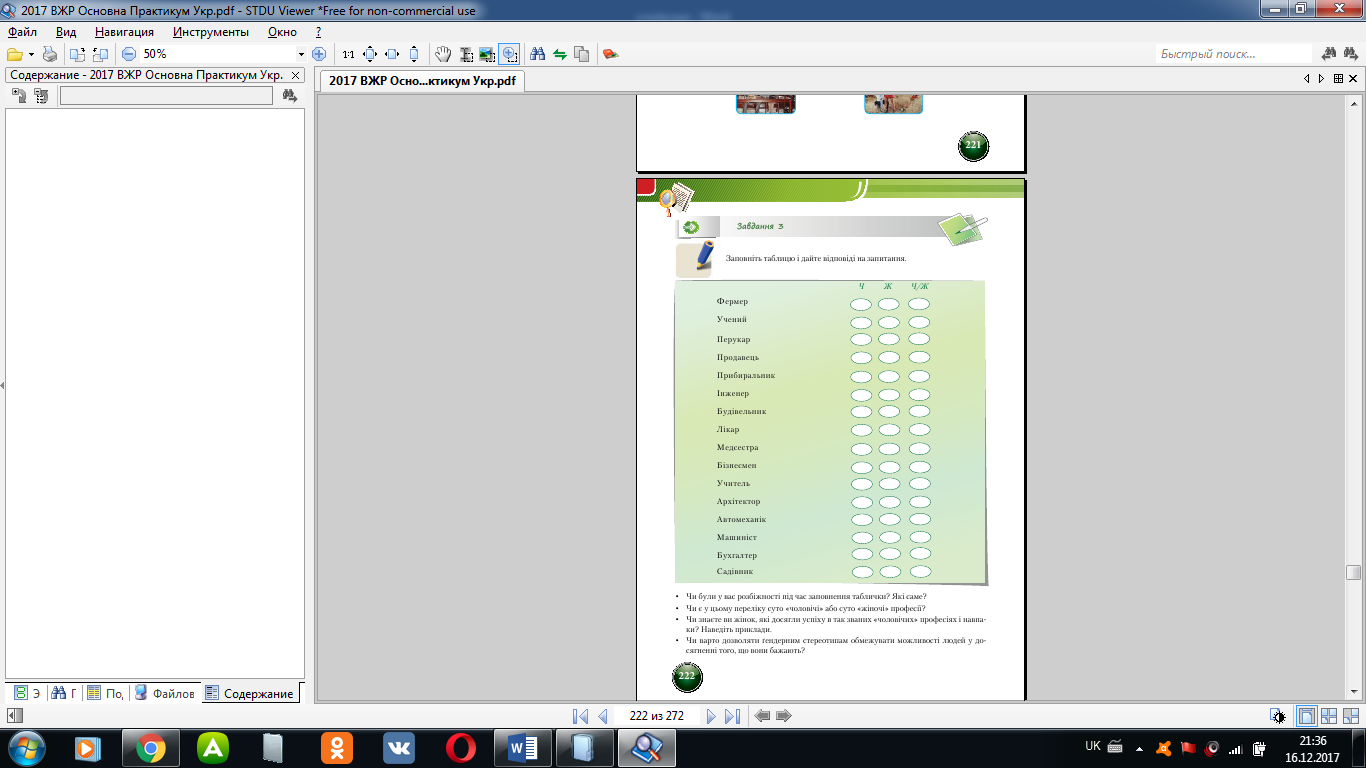 2017 ВЖР Основна Практикум Укр.pdf - STDU Viewer *Free for non-commercial use
Файл Вид Навигация Инструменты Окно ?
50% 1:1 Быстрый поиск...
Содержание - 2017 ВЖР Основна Практикум Укр.
2017 ВЖР Осно...ктикум Укр.pdf
221
Завдання 3
Заповніть таблицю і дайте відповіді на запитання.
Ч Ж Ч/Ж
Фермер
Учений
Перукар
Продавець
Прибиральник
Інженер
Будівельник
Лікар
Медсестра
Бізнесмен
Учитель
Архітектор
Автомеханік
Машиніст
Бухгалтер
Садівник
• Чи були у вас розбіжності під час заповнення таблички? Які саме?
• Чи є у цьому переліку суто «чоловічі» або суто «жіночі» професії?
• Чи знаєте ви жінок, які досягли успіху в так званих «чоловічих» професіях і навпа-
ки? Наведіть приклади.
• Чи варто дозволяти ґендерним стереотипам обмежувати можливості людей у до-
сягненні того, що вони бажають?
222
Э Г По, Файлов Содержание
222 из 272
UK 21:36
16.12.2017